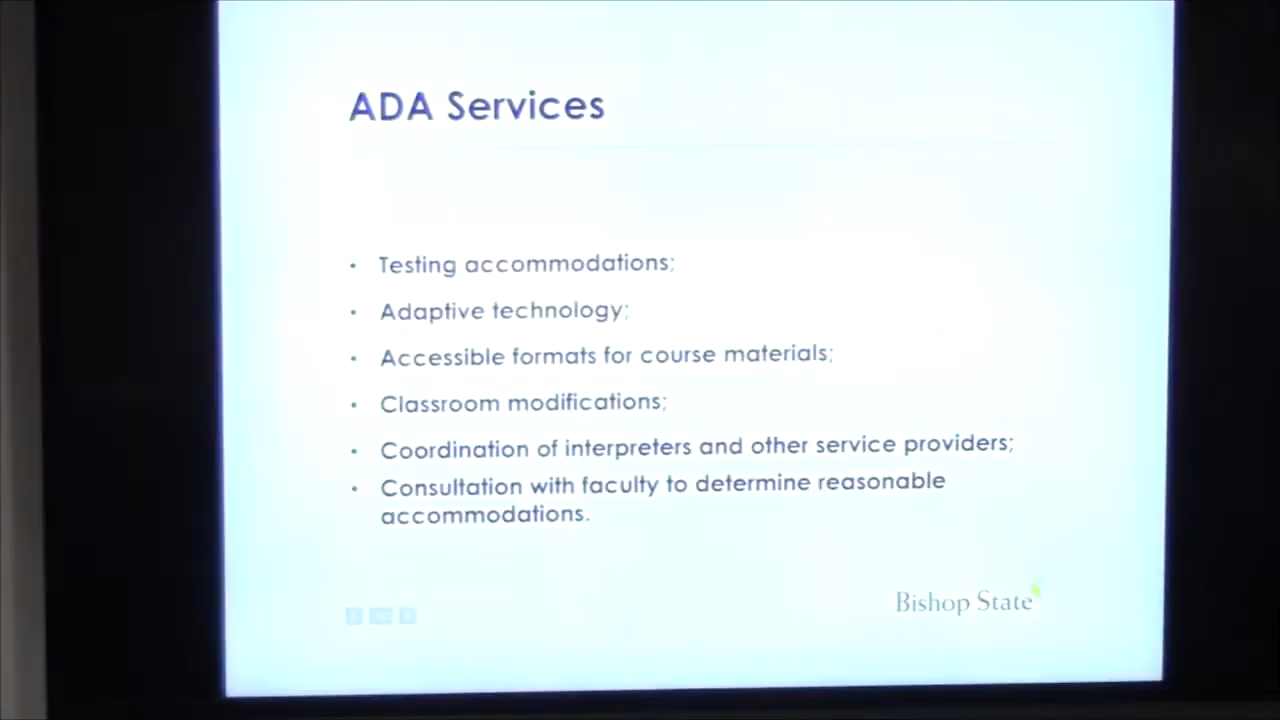 ADA Services
• Testing accommodations;
• Adaptive technology;
• Accessible formats for course materials;
• Classroom modifications;
• Coordination of interpreters and other service providers;
• Consultation with faculty to determine reasonable
accommodations.
Bishop State